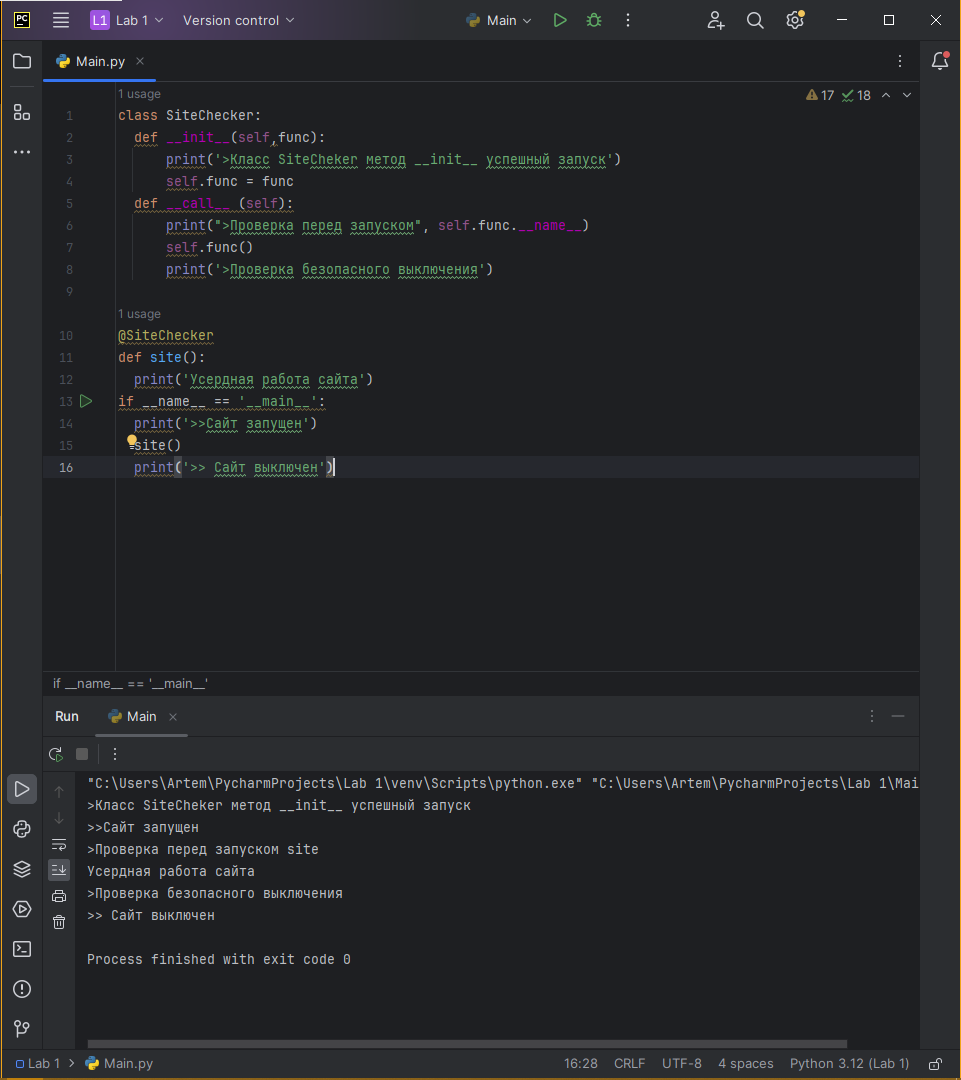 PC L1 Lab 1 Version control Main
Main.py
1 usage
17 18
1 class SiteChecker:
2 def __init__(self,func):
3 print('>Класс SiteCheker метод __init__ успешный запуск')
4 self.func = func
5 def __call__ (self):
6 print(">Проверка перед запуском", self.func.__name__)
7 self.func()
8 print('>Проверка безопасного выключения')
9
1 usage
10 @SiteChecker
11 def site():
12 print('Усердная работа сайта')
13 if __name__ == '__main__':
14 print('>>Сайт запущен')
15 site()
16 print('>> Сайт выключен')
if __name__ == '__main__'
Run Main
"C:\Users\Artem\PycharmProjects\Lab 1\venv\Scripts\python.exe" "C:\Users\Artem\PycharmProjects\Lab 1\Mai
>Класс SiteCheker метод __init__ успешный запуск
>>Сайт запущен
>Проверка перед запуском site
Усердная работа сайта
>Проверка безопасного выключения
>> Сайт выключен
Process finished with exit code 0
Lab 1 > Main.py 16:28 CRLF UTF-8 4 spaces Python 3.12 (Lab 1)